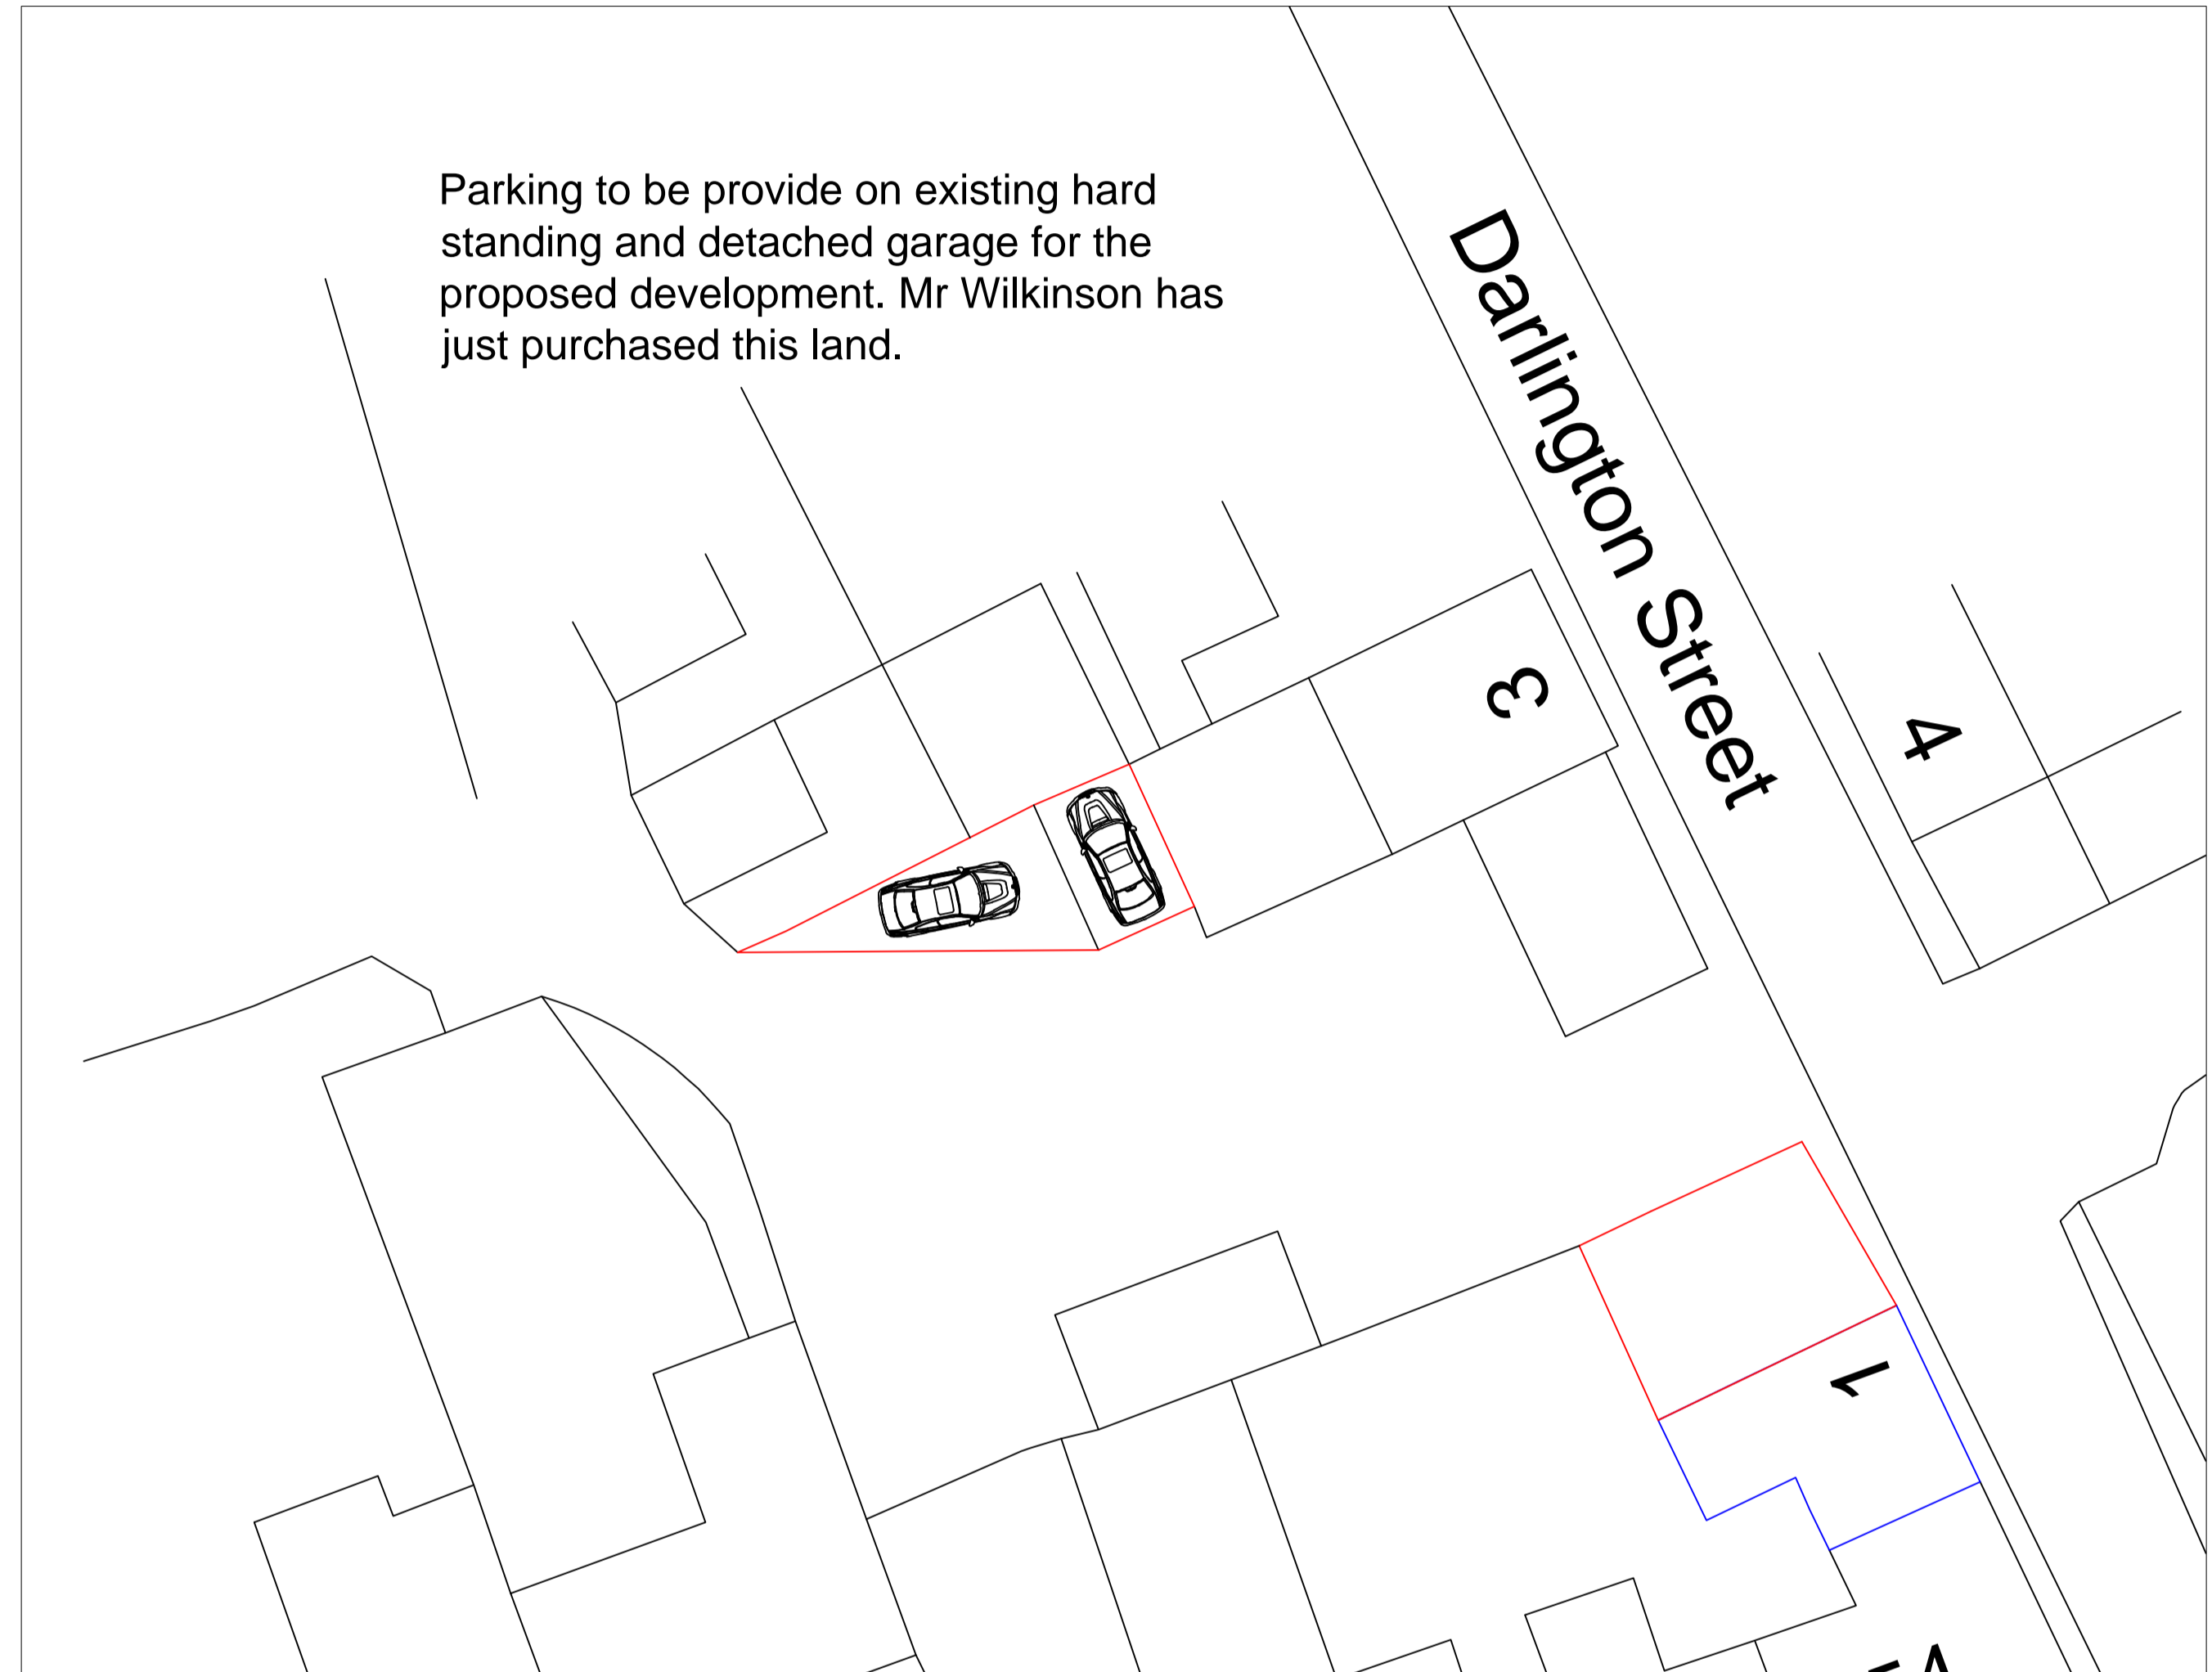 Parking to be provide on existing hard
standing and detached garage for the
proposed development. Mr Wilkinson has
just purchased this land.
Darlington Street
3
4
1